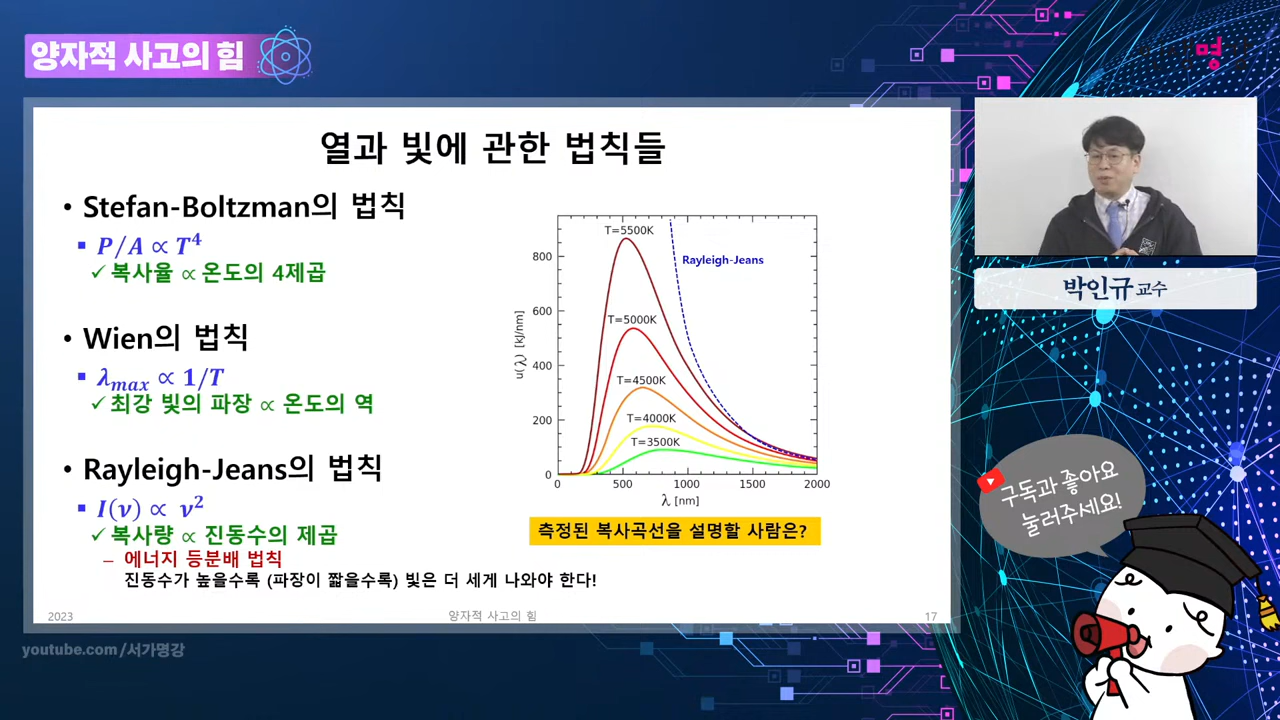 양자적 사고의 힘
명
열과 빛에 관한 법칙들
• Stefan-Boltzman의 법칙
▪ P/A ∝ T⁴
✓ 복사율 ∝ 온도의 4제곱
• Wien의 법칙
▪ λ_max ∝ 1/T
✓ 최강 빛의 파장 ∝ 온도의 역
• Rayleigh-Jeans의 법칙
▪ I(ν) ∝ ν²
✓ 복사량 ∝ 진동수의 제곱
– 에너지 등분배 법칙
진동수가 높을수록 (파장이 짧을수록) 빛은 더 세게 나와야 한다!
T=5500K
Rayleigh-Jeans
T=5000K
T=4500K
T=4000K
T=3500K
u(λ) [kJ/nm]
800
600
400
200
0
0 500 1000 1500 2000
λ [nm]
측정된 복사곡선을 설명할 사람은?
2023 양자적 사고의 힘 17
박인규 교수
구독과 좋아요
눌러주세요!
youtube.com/서가명강